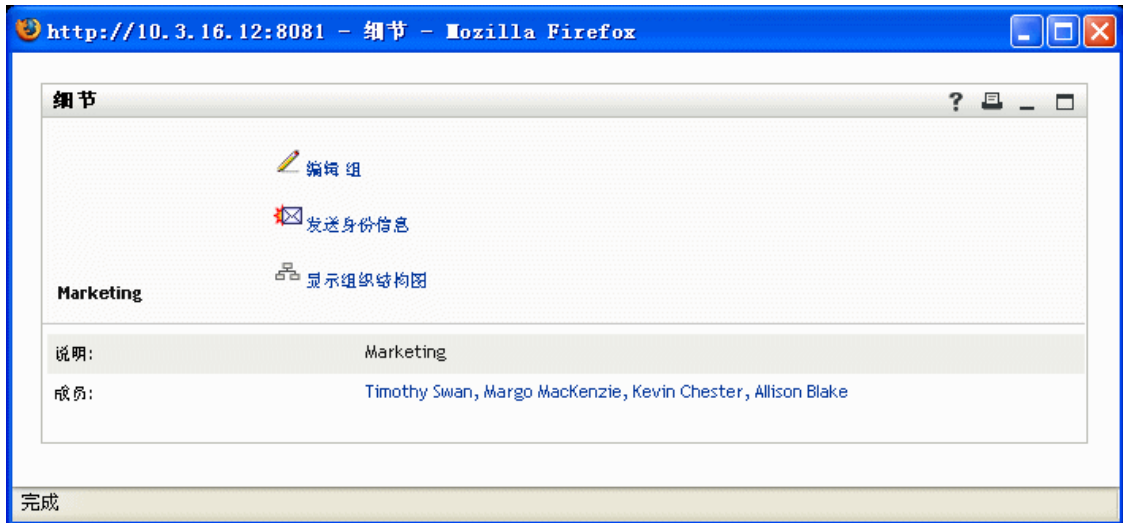 http://10.3.16.12:8081 - 细节 - Mozilla Firefox
细节
编辑 组
发送身份信息
显示组织结构图
Marketing
说明: Marketing
成员: Timothy Swan, Margo MacKenzie, Kevin Chester, Allison Blake
完成